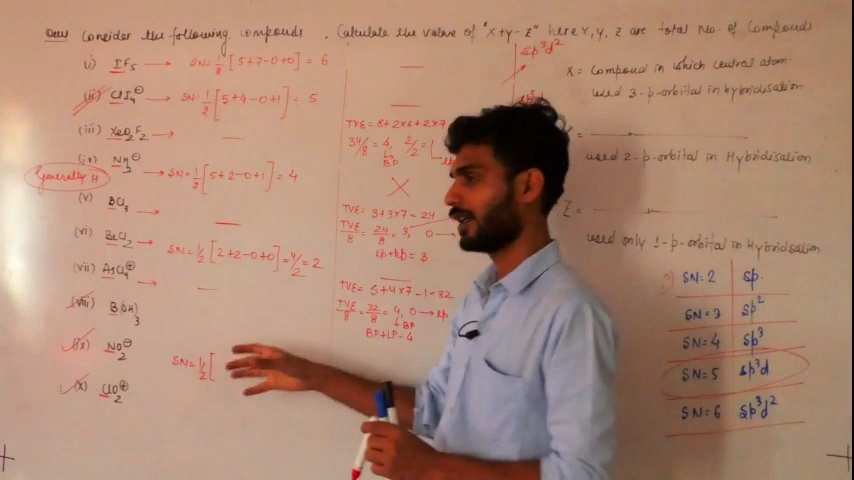 Ques Consider the following compounds . Calculate the value of "x+y-z" here x, y, z are total No. of Compounds
(i) IF5 → SN = 1/2 [5+7-0+0] = 6
(ii) ClI4⊖ → SN = 1/2 [5+9-0+1] = 5
(iii) XeO2F2 →
(iv) NH2⊖ → SN = 1/2 [5+2-0+1] = 4
Generally 4
(v) BCl3 →
(vi) BeCl2 → SN = 1/2 [2+2-0+0] = 4/2 = 2
(vii) AsCl4⊕ →
(viii) B(OH)3
(ix) NO2⊖
(x) ClO2⊕
SN = 1/2 [
TVE = 8+2×6+2×7
34/8 = 4, 2/2 = 1
BP
lp
TVE = 3+3×7 = 24
TVE/8 = 24/8 = 3, 0 →
lp+bp = 3
TVE = 5+4×7-1 = 32
TVE/8 = 32/8 = 4, 0 → lp
BP
BP+LP = 4
sp3d2
x = Compound in which central atom
used 3-p-orbital in hybridisation
used 2-p-orbital in Hybridisation
z =
used only 1-p-orbital in Hybridisation
SN = 2 sp.
SN = 3 sp2
SN = 4 sp3
SN = 5 sp3d
SN = 6 sp3d2